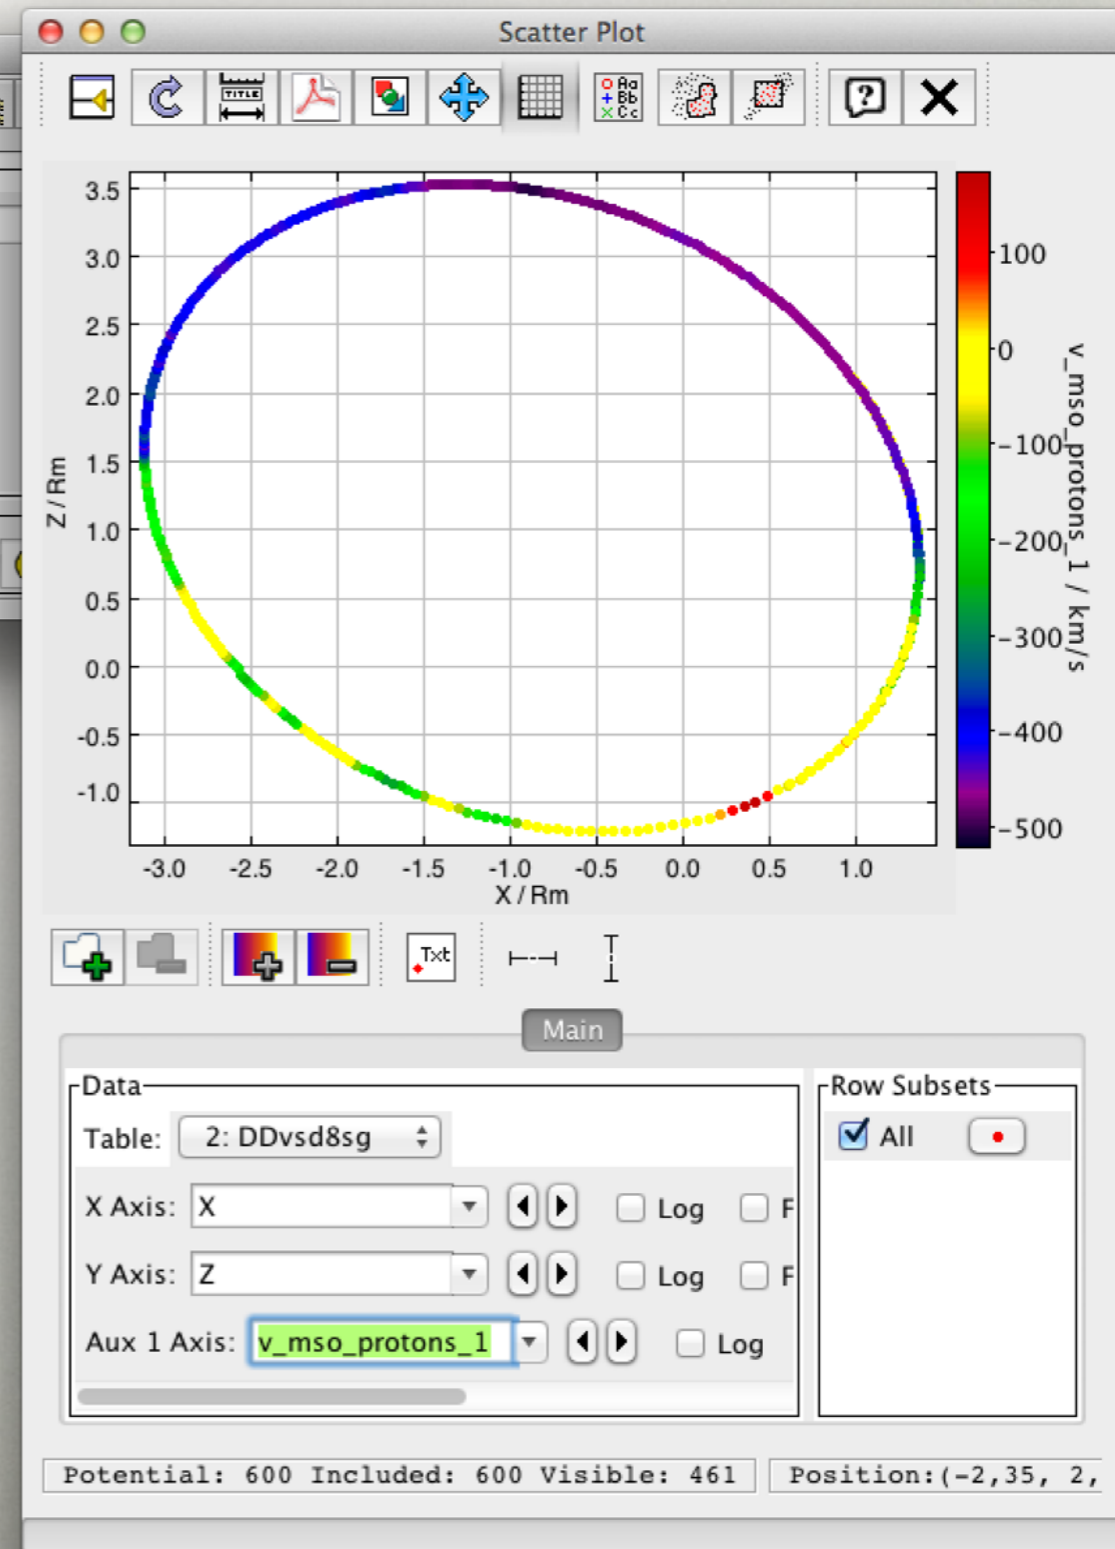 Scatter Plot
TITLE
Aa
Bb
Cc
3.5
3.0
2.5
2.0
1.5
1.0
0.5
0.0
-0.5
-1.0
Z / Rm
-3.0 -2.5 -2.0 -1.5 -1.0 -0.5 0.0 0.5 1.0
X / Rm
100
0
-100
-200
-300
-400
-500
v_mso_protons_1 / km/s
Txt
Main
Data
Table: 2: DDvsd8sg
X Axis: X Log F
Y Axis: Z Log F
Aux 1 Axis: v_mso_protons_1 Log
Row Subsets
All
Potential: 600 Included: 600 Visible: 461
Position:(-2,35, 2,